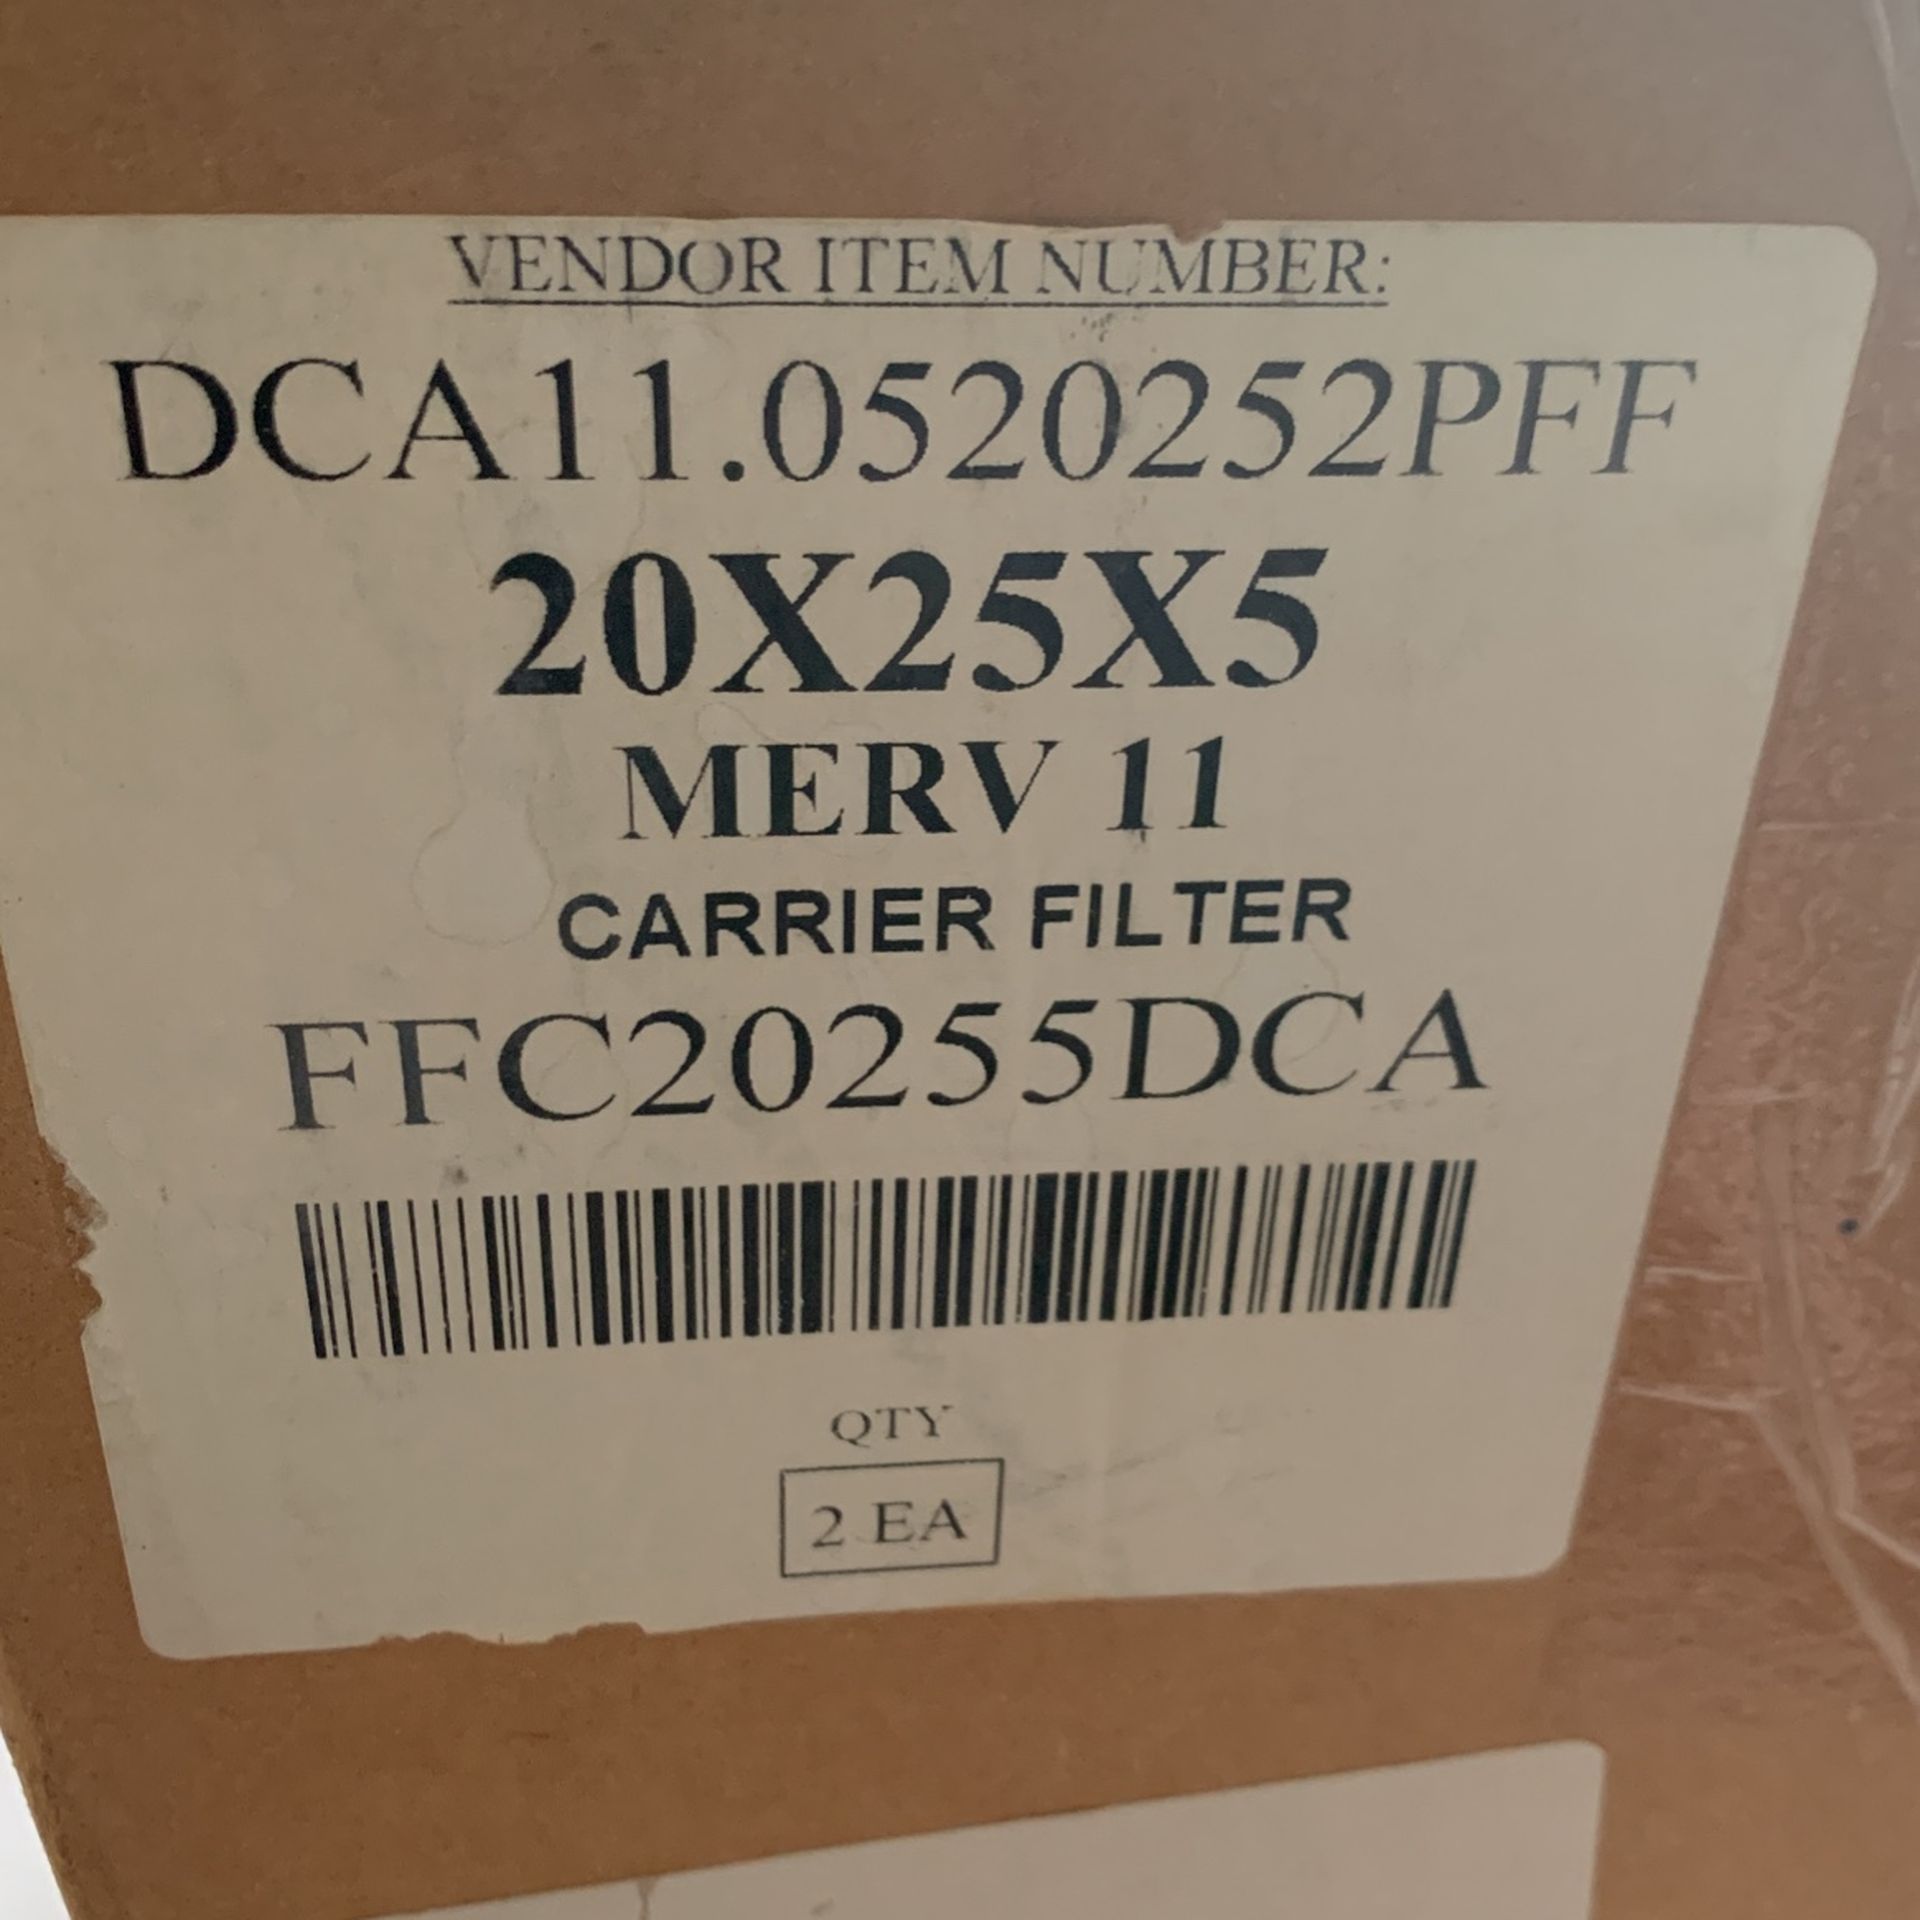 VENDOR ITEM NUMBER:
DCA11.0520252PFF
20X25X5
MERV 11
CARRIER FILTER
FFC20255DCA
QTY
2 EA